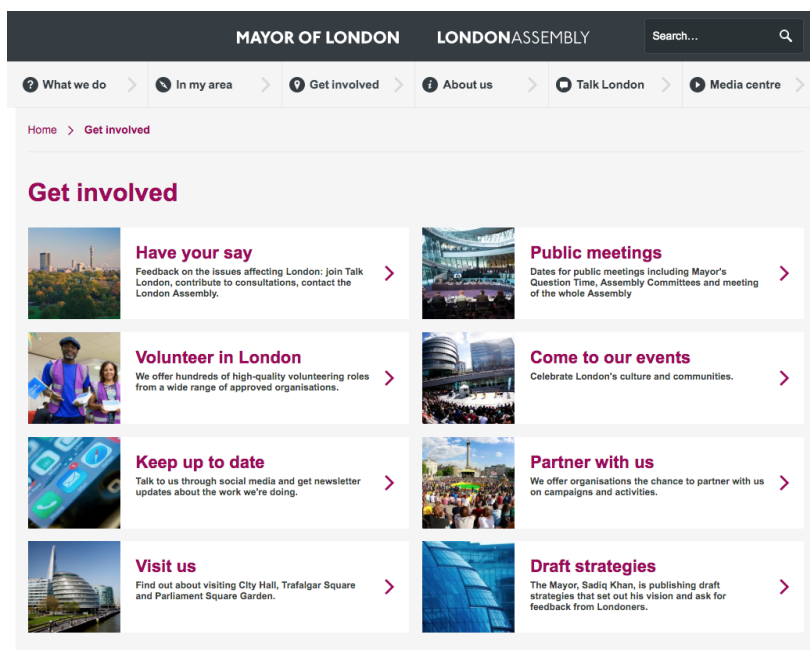 MAYOR OF LONDON
LONDONASSEMBLY
Search...
What we do
In my area
Get involved
About us
Talk London
Media centre
Home
Get involved
Get involved
Have your say
Feedback on the issues affecting London: join Talk
London, contribute to consultations, contact the
London Assembly.
Public meetings
Dates for public meetings including Mayor's
Question Time, Assembly Committees and meeting
of the whole Assembly
Volunteer in London
We offer hundreds of high-quality volunteering roles
from a wide range of approved organisations.
Come to our events
Celebrate London's culture and communities.
Keep up to date
Talk to us through social media and get newsletter
updates about the work we're doing.
Partner with us
We offer organisations the chance to partner with us
on campaigns and activities.
Visit us
Find out about visiting City Hall, Trafalgar Square
and Parliament Square Garden.
Draft strategies
The Mayor, Sadiq Khan, is publishing draft
strategies that set out his vision and ask for
feedback from Londoners.